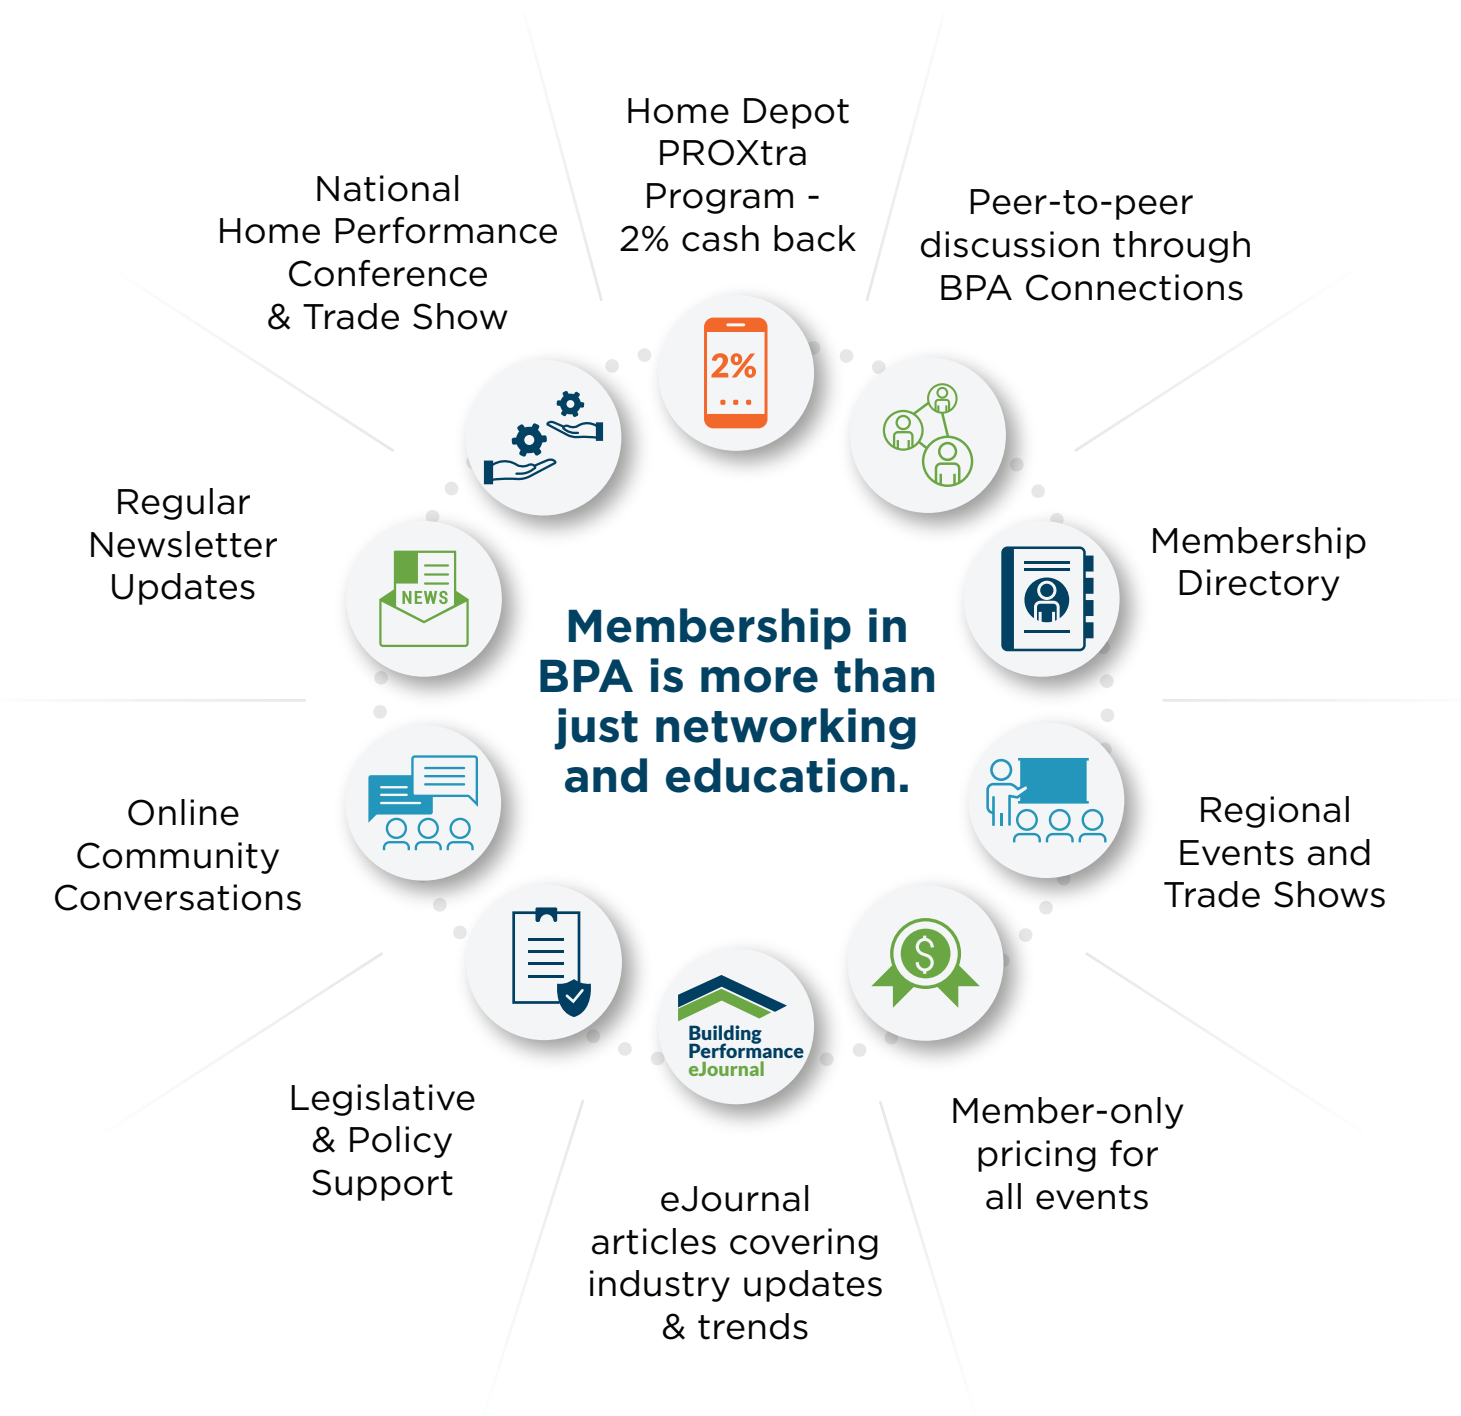 Home Depot
PROXtra
Program -
2% cash back
National
Home Performance
Conference
& Trade Show
Peer-to-peer
discussion through
BPA Connections
2%
Regular
Newsletter
Updates
NEWS
Membership
Directory
Membership in
BPA is more than
just networking
and education.
Online
Community
Conversations
Regional
Events and
Trade Shows
$
Building
Performance
eJournal
Legislative
& Policy
Support
Member-only
pricing for
all events
eJournal
articles covering
industry updates
& trends